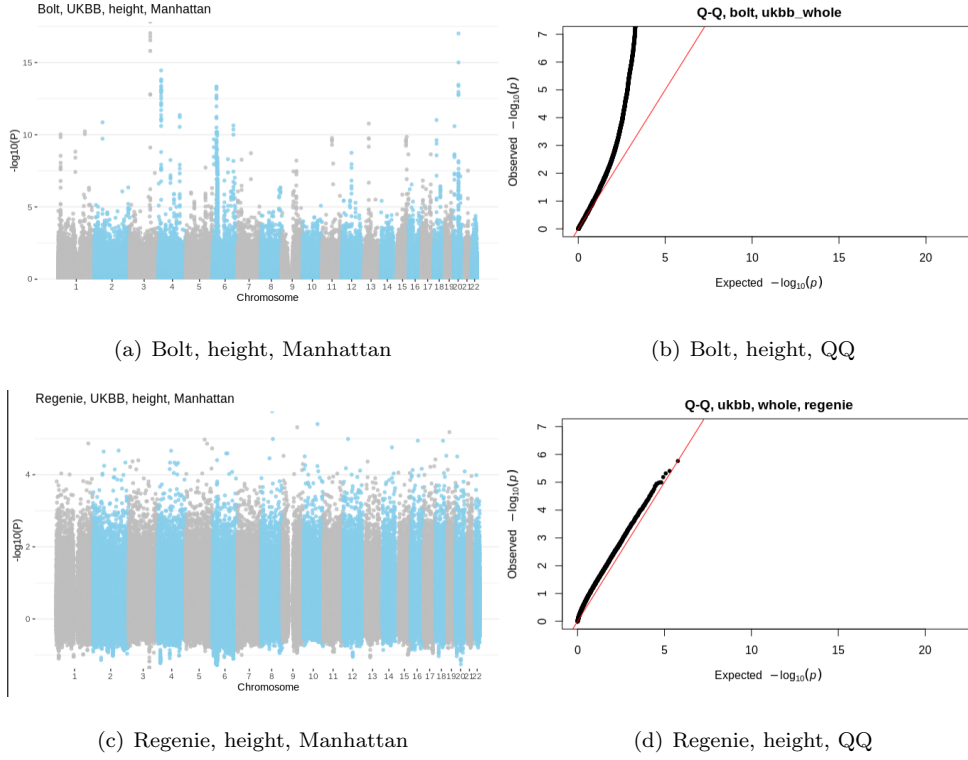 Bolt, UKBB, height, Manhattan
15
10
5
0
-log10(P)
1 2 3 4 5 6 7 8 9 10 11 12 13 14 15 16 17 18 19 20 21 22
Chromosome
(a) Bolt, height, Manhattan
Q-Q, bolt, ukbb_whole
7
6
5
4
3
2
1
0
Observed −log10(p)
0 5 10 15 20
Expected −log10(p)
(b) Bolt, height, QQ
Regenie, UKBB, height, Manhattan
4
2
0
-log10(P)
1 2 3 4 5 6 7 8 9 10 11 12 13 14 15 16 17 18 19 20 21 22
Chromosome
(c) Regenie, height, Manhattan
Q-Q, ukbb, whole, regenie
7
6
5
4
3
2
1
0
Observed −log10(p)
0 5 10 15 20
Expected −log10(p)
(d) Regenie, height, QQ